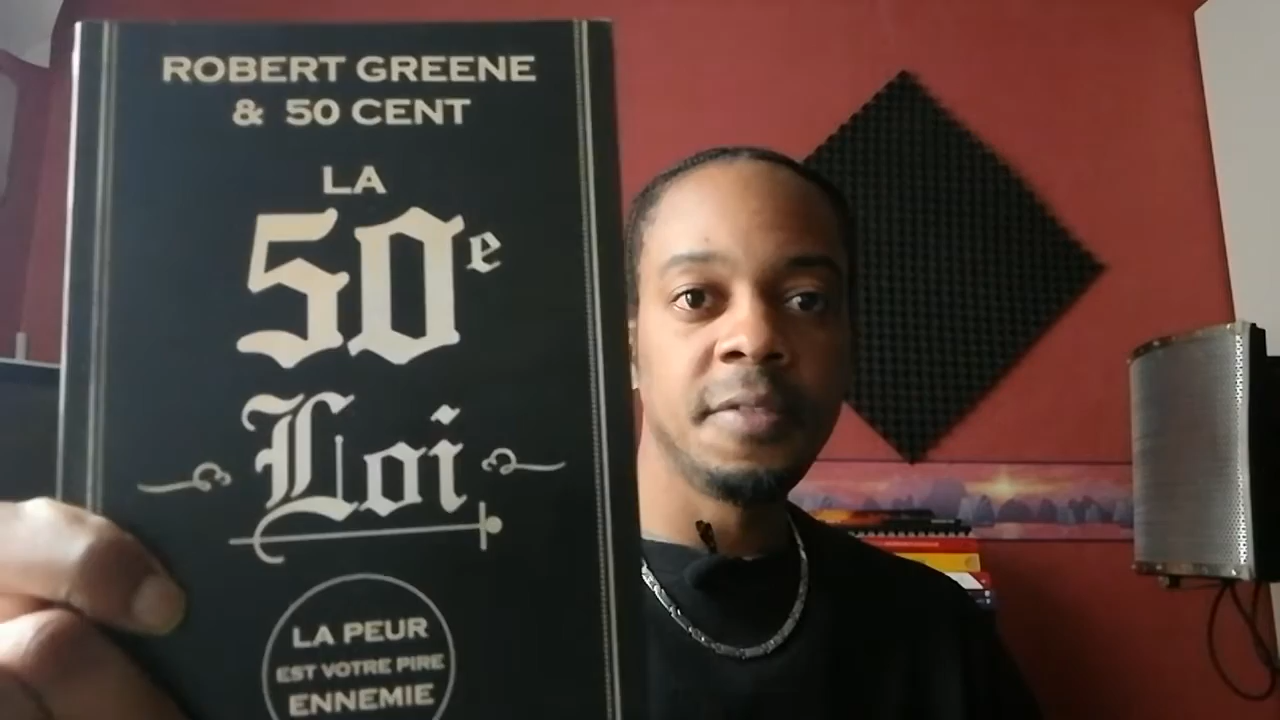 ROBERT GREENE
& 50 CENT
LA
50e
Loi
LA PEUR
EST VOTRE PIRE
ENNEMIE